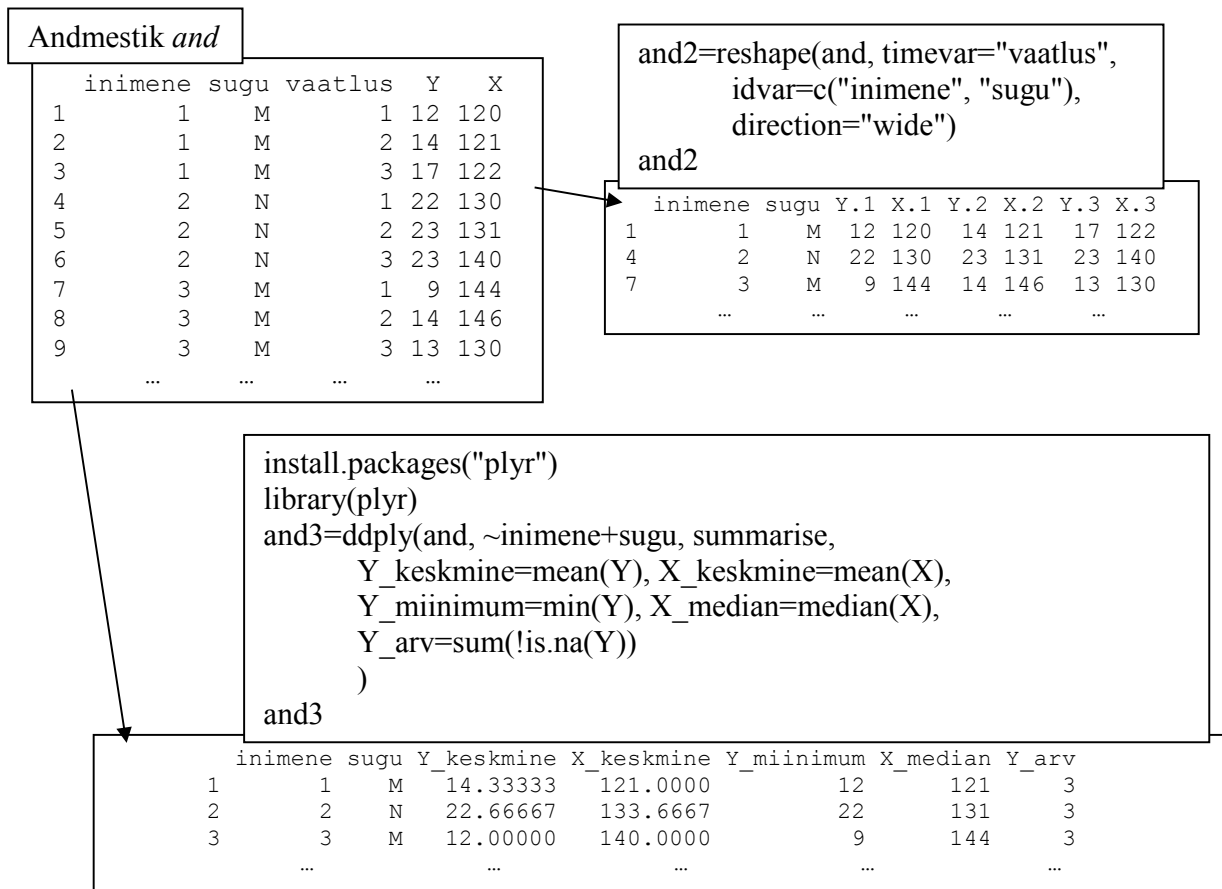 Andmestik and
inimene sugu vaatlus Y X
1 1 M 1 12 120
2 1 M 2 14 121
3 1 M 3 17 122
4 2 N 1 22 130
5 2 N 2 23 131
6 2 N 3 23 140
7 3 M 1 9 144
8 3 M 2 14 146
9 3 M 3 13 130
… … … …
and2=reshape(and, timevar="vaatlus",
idvar=c("inimene", "sugu"),
direction="wide")
and2
inimene sugu Y.1 X.1 Y.2 X.2 Y.3 X.3
1 1 M 12 120 14 121 17 122
4 2 N 22 130 23 131 23 140
7 3 M 9 144 14 146 13 130
… … … … …
install.packages("plyr")
library(plyr)
and3=ddply(and, ~inimene+sugu, summarise,
Y_keskmine=mean(Y), X_keskmine=mean(X),
Y_miinimum=min(Y), X_median=median(X),
Y_arv=sum(!is.na(Y))
)
and3
inimene sugu Y_keskmine X_keskmine Y_miinimum X_median Y_arv
1 1 M 14.33333 121.0000 12 121 3
2 2 N 22.66667 133.6667 22 131 3
3 3 M 12.00000 140.0000 9 144 3
… … … … …